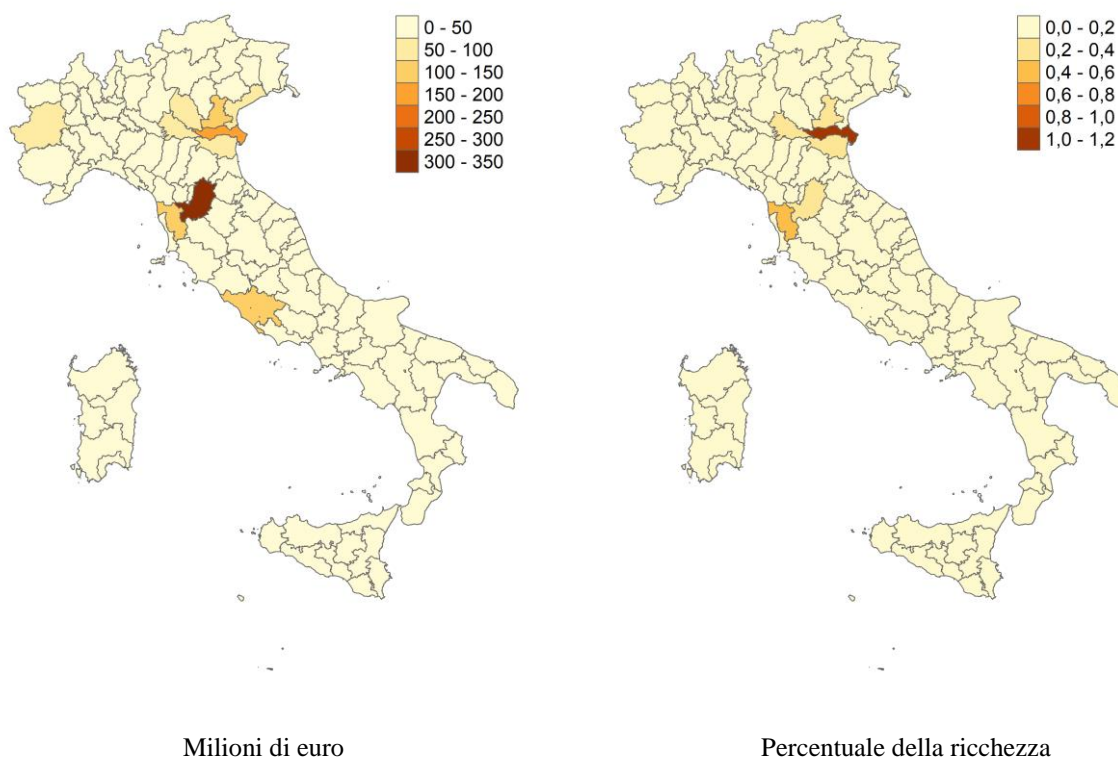 0 - 50
50 - 100
100 - 150
150 - 200
200 - 250
250 - 300
300 - 350
0,0 - 0,2
0,2 - 0,4
0,4 - 0,6
0,6 - 0,8
0,8 - 1,0
1,0 - 1,2
Milioni di euro
Percentuale della ricchezza